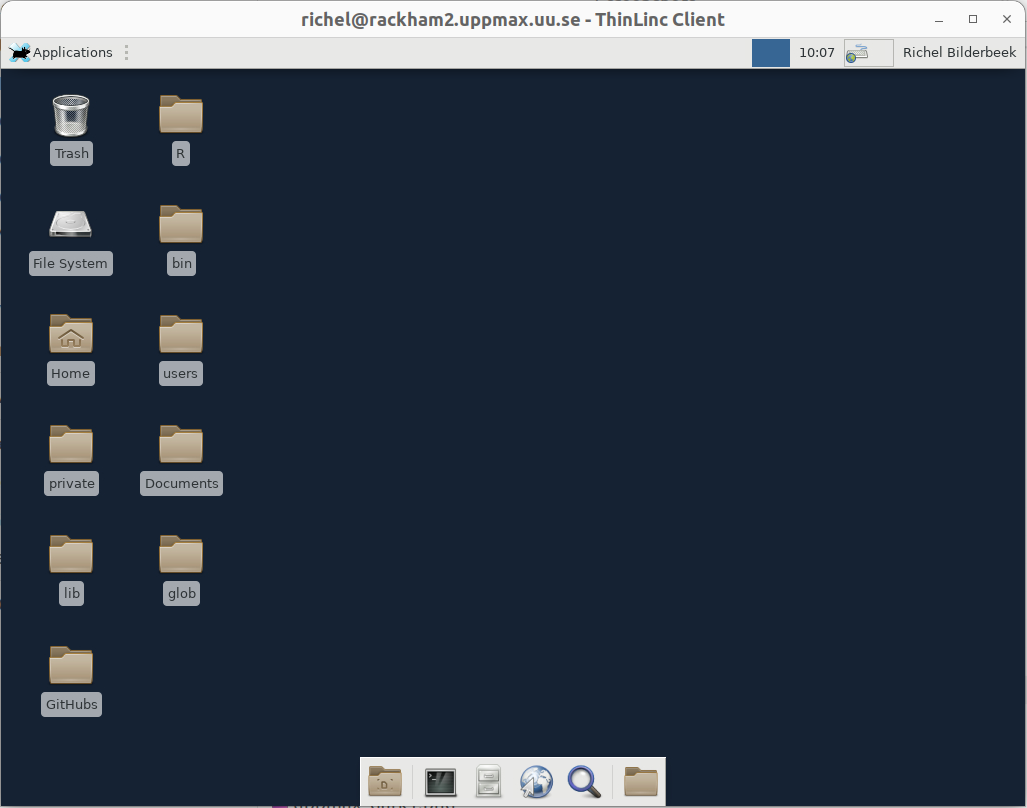 richel@rackham2.uppmax.uu.se - ThinLinc Client
Applications
10:07
Richel Bilderbeek
Trash
R
File System
bin
Home
users
private
Documents
lib
glob
GitHubs